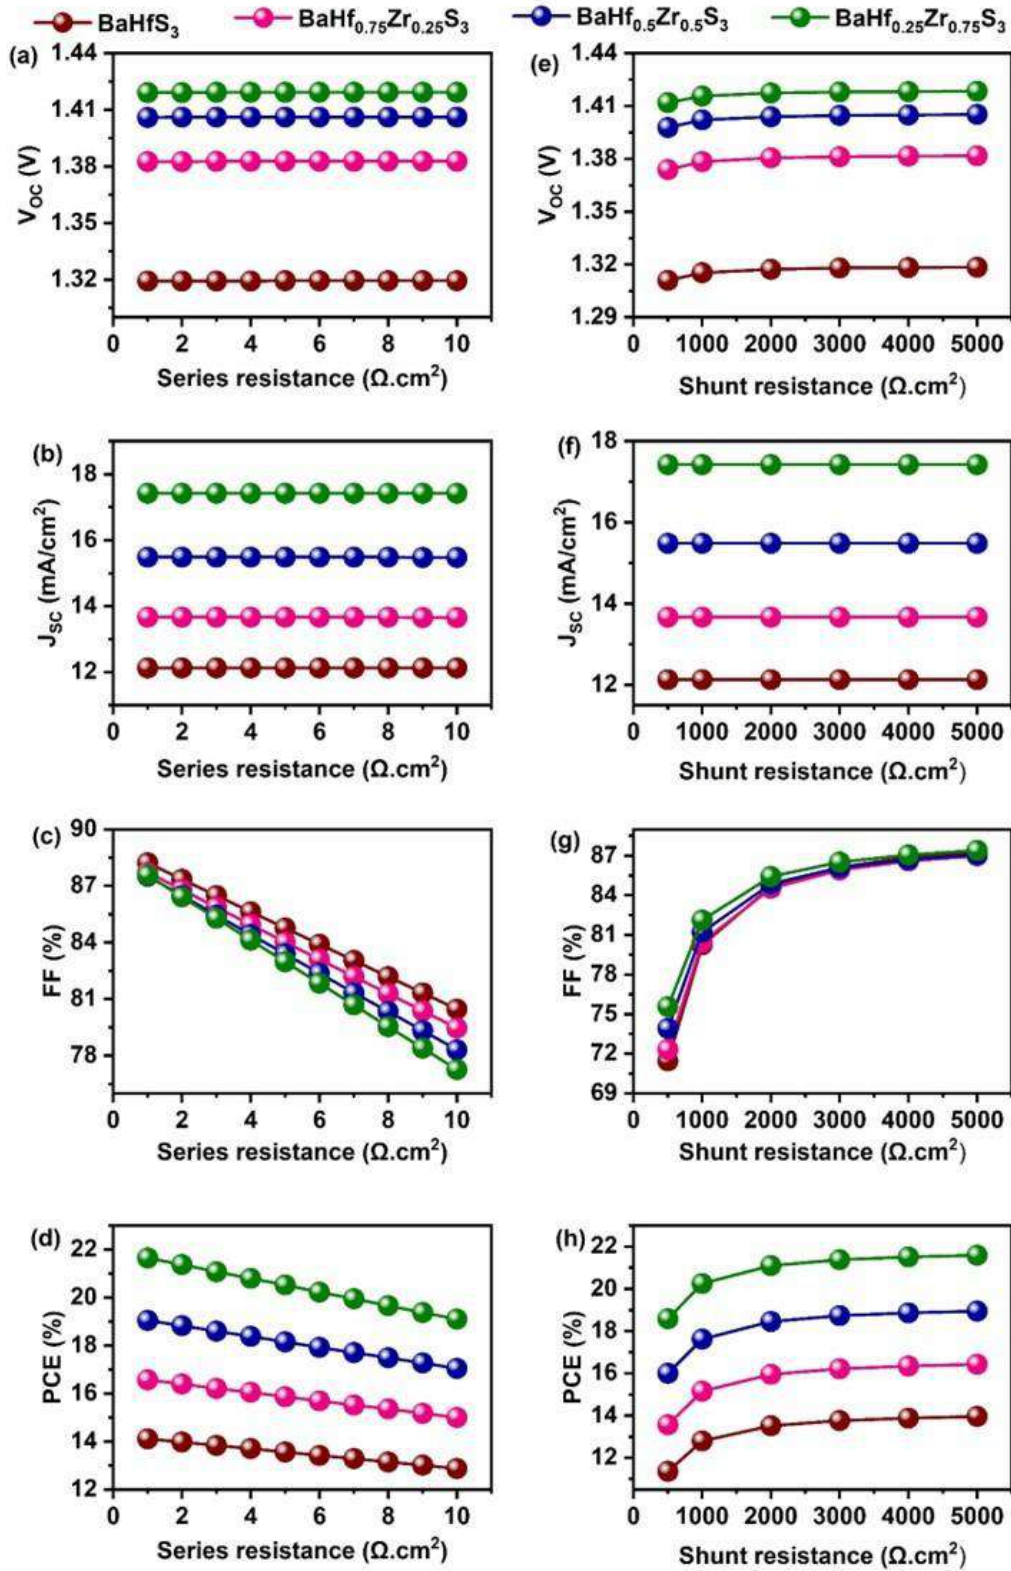 BaHfS₃ BaHf₀.₇₅Zr₀.₂₅S₃ BaHf₀.₅Zr₀.₅S₃ BaHf₀.₂₅Zr₀.₇₅S₃
(a)
1.44
1.41
1.38
1.35
1.32
V_OC (V)
0 2 4 6 8 10
Series resistance (Ω.cm²)
(e)
1.44
1.41
1.38
1.35
1.32
1.29
V_OC (V)
0 1000 2000 3000 4000 5000
Shunt resistance (Ω.cm²)
(b)
18
16
14
12
J_SC (mA/cm²)
0 2 4 6 8 10
Series resistance (Ω.cm²)
(f)
18
16
14
12
J_SC (mA/cm²)
0 1000 2000 3000 4000 5000
Shunt resistance (Ω.cm²)
(c)
90
87
84
81
78
FF (%)
0 2 4 6 8 10
Series resistance (Ω.cm²)
(g)
87
84
81
78
75
72
69
FF (%)
0 1000 2000 3000 4000 5000
Shunt resistance (Ω.cm²)
(d)
22
20
18
16
14
12
PCE (%)
0 2 4 6 8 10
Series resistance (Ω.cm²)
(h)
22
20
18
16
14
12
PCE (%)
0 1000 2000 3000 4000 5000
Shunt resistance (Ω.cm²)